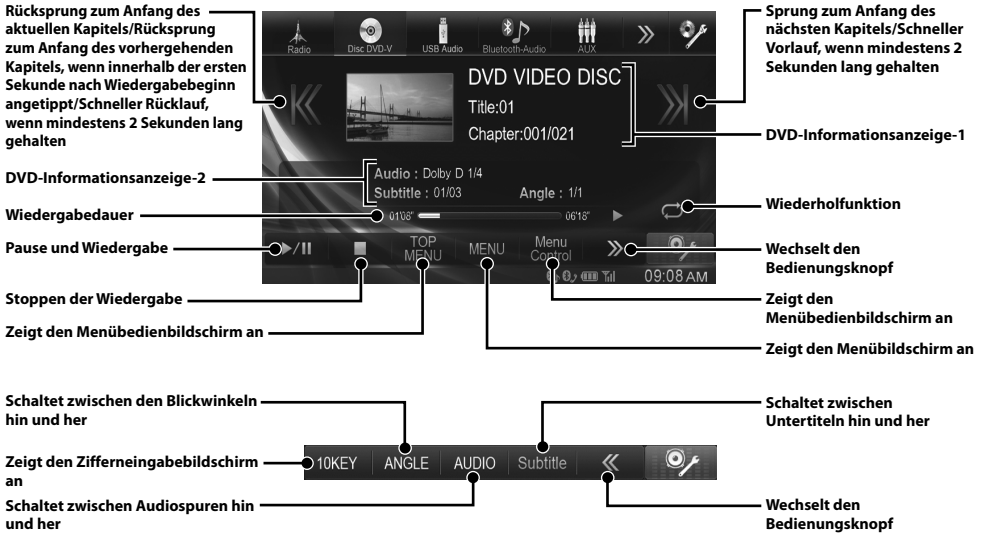 Rücksprung zum Anfang des
aktuellen Kapitels/Rücksprung
zum Anfang des vorhergehenden
Kapitels, wenn innerhalb der ersten
Sekunde nach Wiedergabebeginn
angetippt/Schneller Rücklauf,
wenn mindestens 2 Sekunden lang
gehalten
DVD-Informationsanzeige-2
Wiedergabedauer
Pause und Wiedergabe
Stoppen der Wiedergabe
Zeigt den Menübedienbildschirm an
Radio
Disc DVD-V
USB Audio
Bluetooth-Audio
AUX
DVD VIDEO DISC
Title:01
Chapter:001/021
Audio : Dolby D 1/4
Subtitle : 01/03 Angle : 1/1
01'08" 06'18"
TOP
MENU
MENU
Menu
Control
09:08 AM
Sprung zum Anfang des
nächsten Kapitels/Schneller
Vorlauf, wenn mindestens 2
Sekunden lang gehalten
DVD-Informationsanzeige-1
Wiederholfunktion
Wechselt den
Bedienungsknopf
Zeigt den
Menübedienbildschirm an
Zeigt den Menübildschirm an
Schaltet zwischen den Blickwinkeln
hin und her
Zeigt den Zifferneingabebildschirm
an
Schaltet zwischen Audiospuren hin
und her
10KEY
ANGLE
AUDIO
Subtitle
Schaltet zwischen
Untertiteln hin und her
Wechselt den
Bedienungsknopf